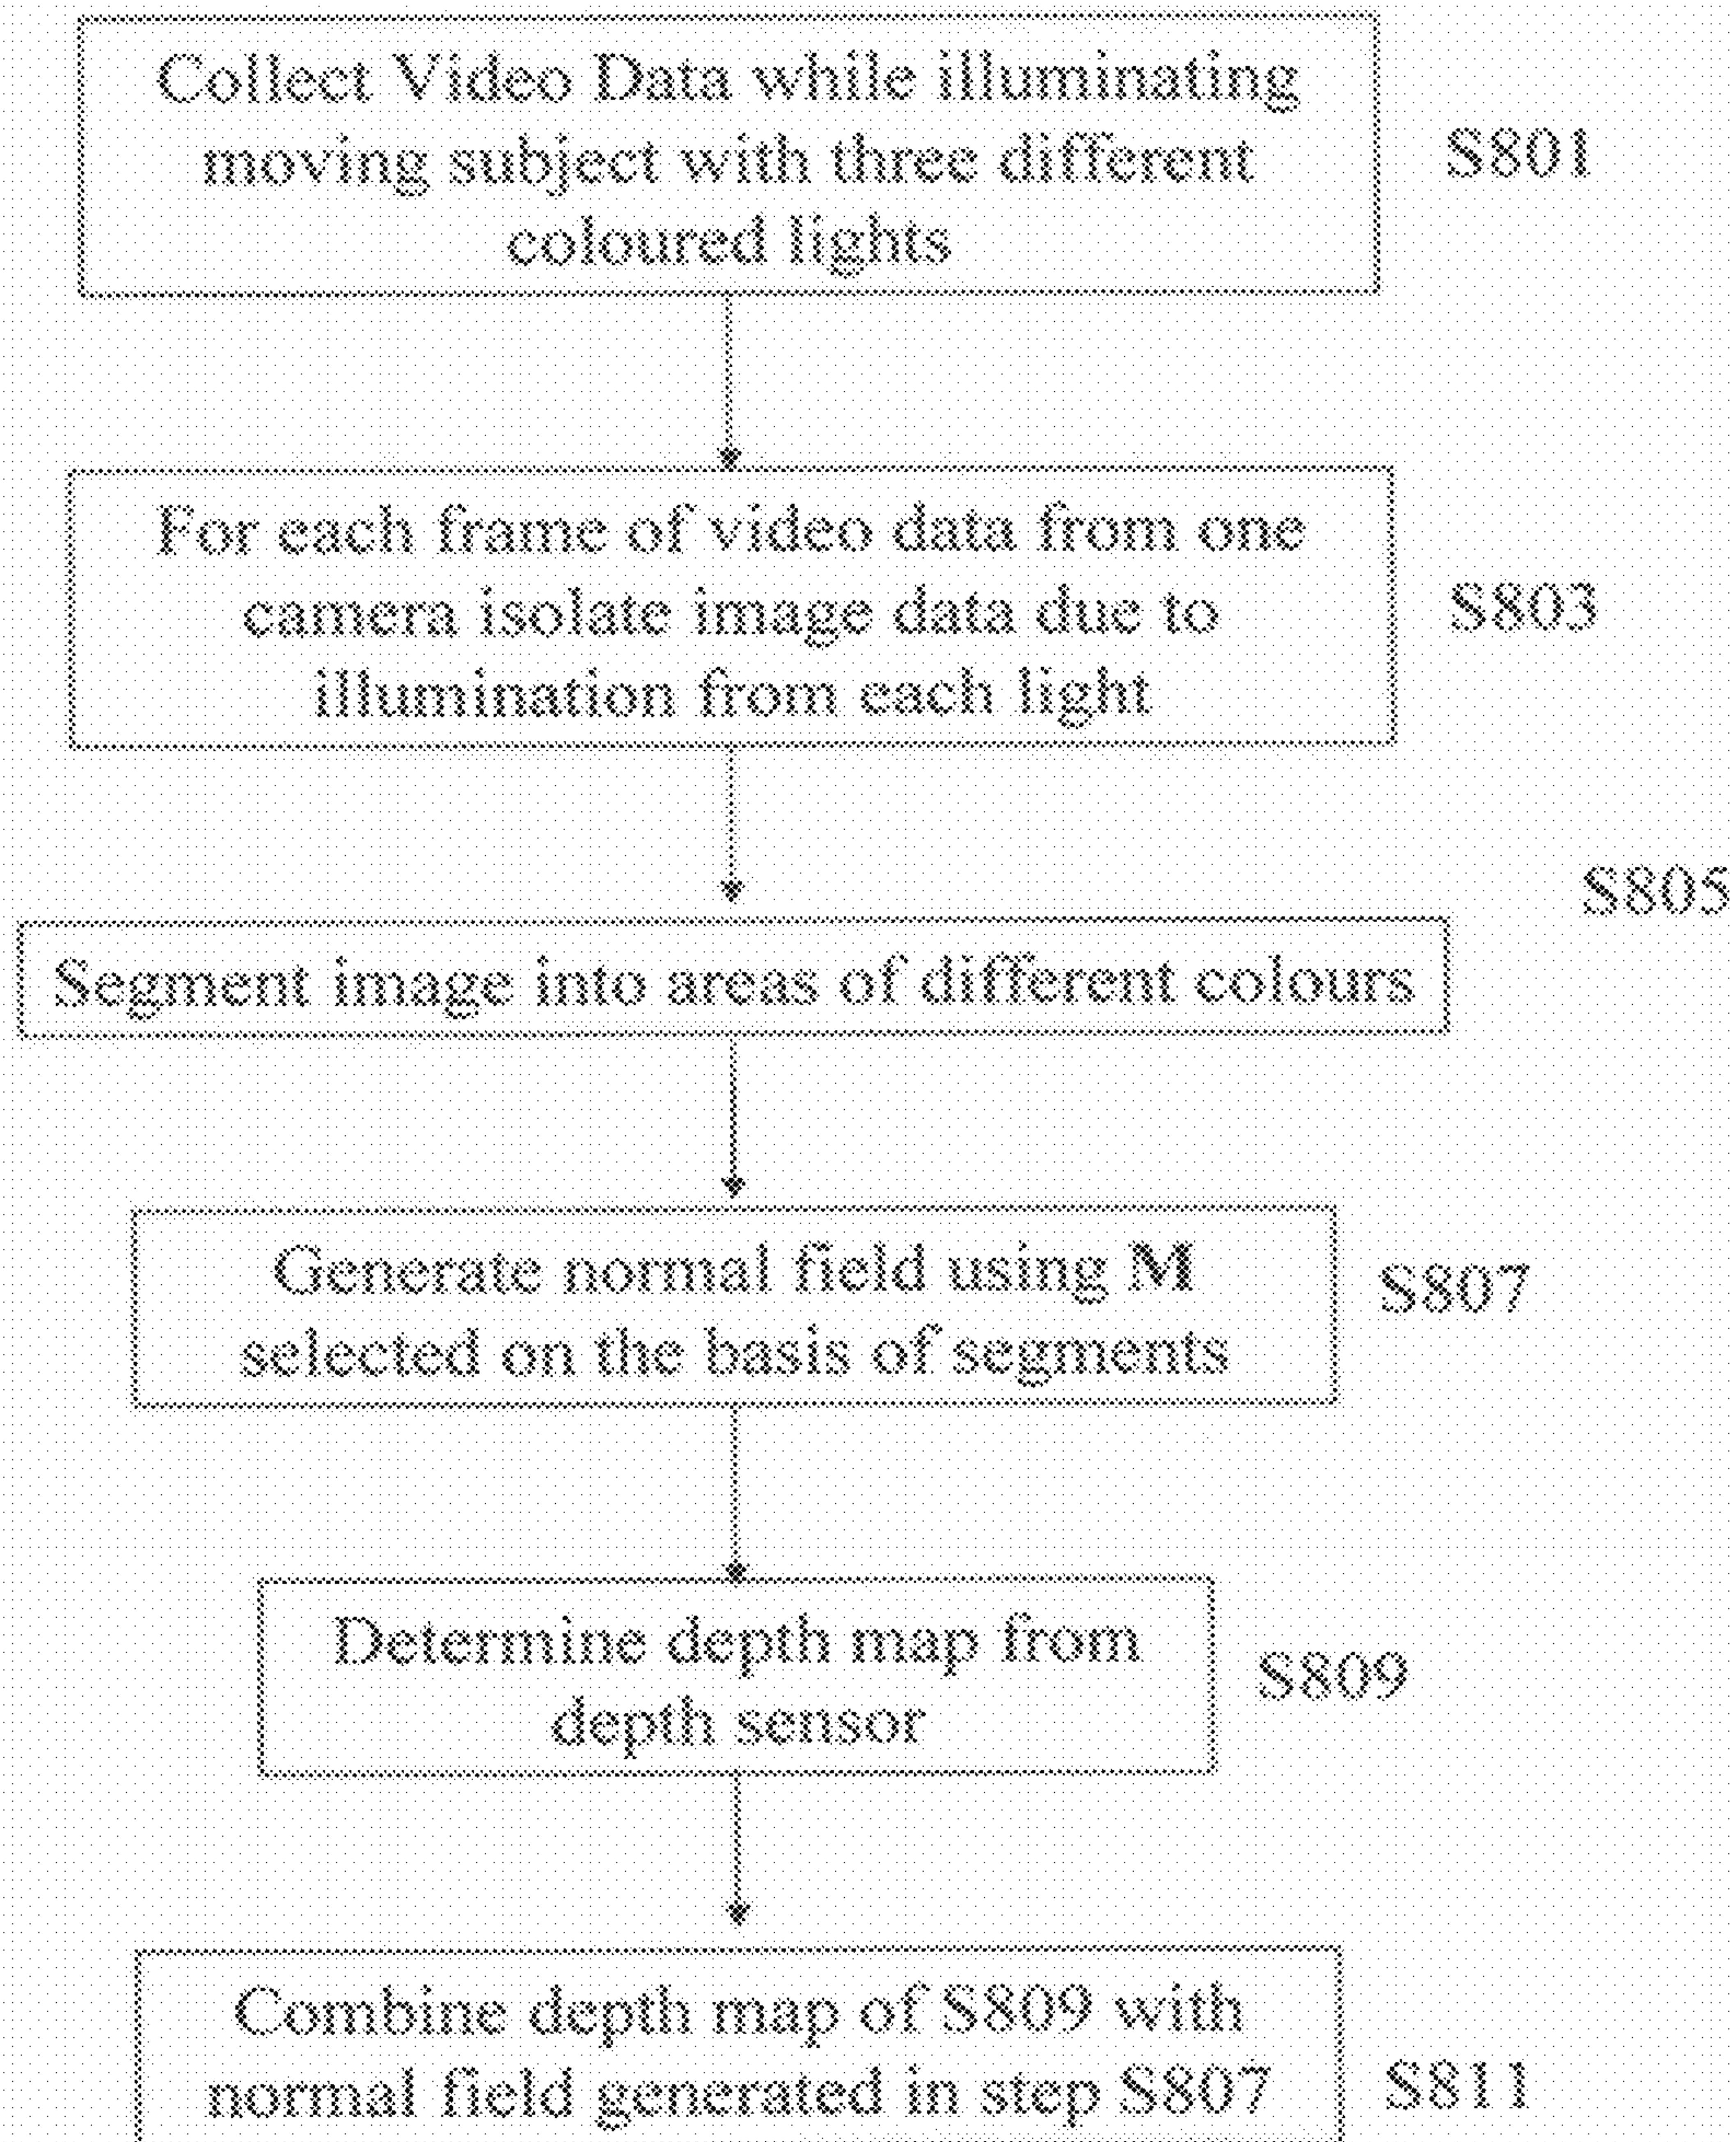 Collect Video Data while illuminating
moving subject with three different
coloured lights
S801
For each frame of video data from one
camera isolate image data due to
illumination from each light
S803
S805
Segment image into areas of different colours
Generate normal field using M
selected on the basis of segments
S807
Determine depth map from
depth sensor
S809
Combine depth map of S809 with
normal field generated in step S807
S811